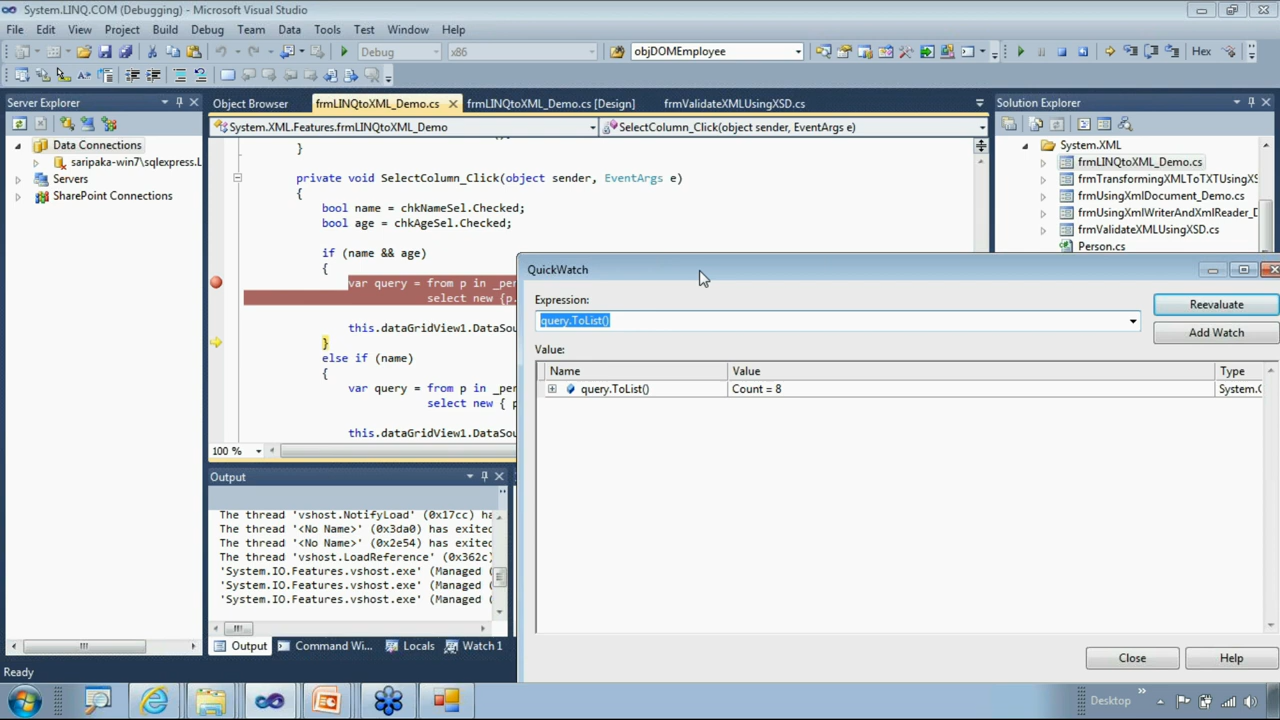 System.LINQ.COM (Debugging) - Microsoft Visual Studio
File Edit View Project Build Debug Team Data Tools Test Window Help
Debug x86 objDOMEmployee Hex
Server Explorer
Object Browser frmLINQtoXML_Demo.cs frmLINQtoXML_Demo.cs [Design] frmValidateXMLUsingXSD.cs
Solution Explorer
System.XML.Features.frmLINQtoXML_Demo SelectColumn_Click(object sender, EventArgs e)
Data Connections
saripaka-win7\sqlexpress.L
Servers
SharePoint Connections
}
private void SelectColumn_Click(object sender, EventArgs e)
{
bool name = chkNameSel.Checked;
bool age = chkAgeSel.Checked;
if (name && age)
{
var query = from p in _per
select new {p.
this.dataGridView1.DataSou
}
else if (name)
{
var query = from p in _per
select new { p
this.dataGridView1.DataSou
100 %
System.XML
frmLINQtoXML_Demo.cs
frmTransformingXMLToTXTUsingXS
frmUsingXmlDocument_Demo.cs
frmUsingXmlWriterAndXmlReader_D
frmValidateXMLUsingXSD.cs
Person.cs
QuickWatch
Expression:
query.ToList()
Reevaluate
Add Watch
Value:
Name Value Type
query.ToList() Count = 8 System.C
Close Help
Output
The thread 'vshost.NotifyLoad' (0x17cc) ha
The thread '<No Name>' (0x3da0) has exited
The thread '<No Name>' (0x2e54) has exited
The thread 'vshost.LoadReference' (0x362c)
'System.IO.Features.vshost.exe' (Managed (
'System.IO.Features.vshost.exe' (Managed (
'System.IO.Features.vshost.exe' (Managed (
Output Command Wi... Locals Watch 1
Ready
Desktop